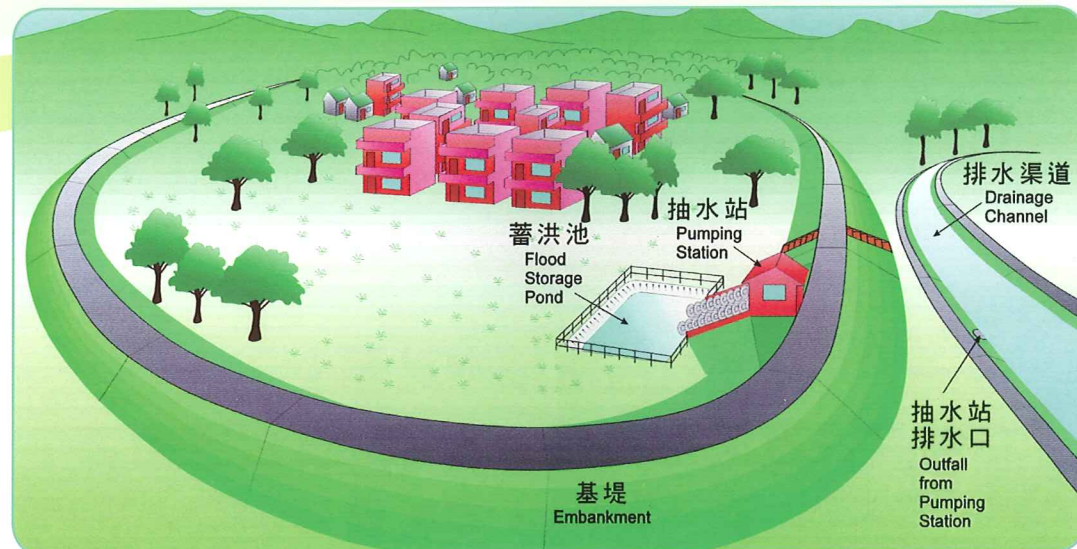 排水渠道
Drainage
Channel
抽水站
Pumping
Station
蓄洪池
Flood
Storage
Pond
抽水站
排水口
Outfall
from
Pumping
Station
基堤
Embankment